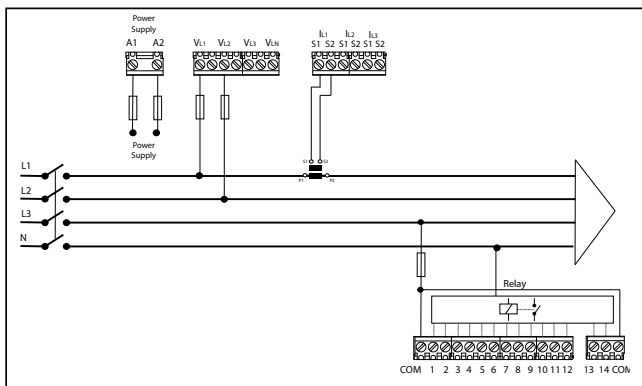 Power Supply
A1 A2
VL1 VL2 VL3 VLN
IL1 IL2 IL3
S1 S2 S1 S2 S1 S2
Power Supply
S1 S2
L1
P1 P2
L2
L3
N
Relay
COM 1 2 3 4 5 6 7 8 9 10 11 12 13 14 COM